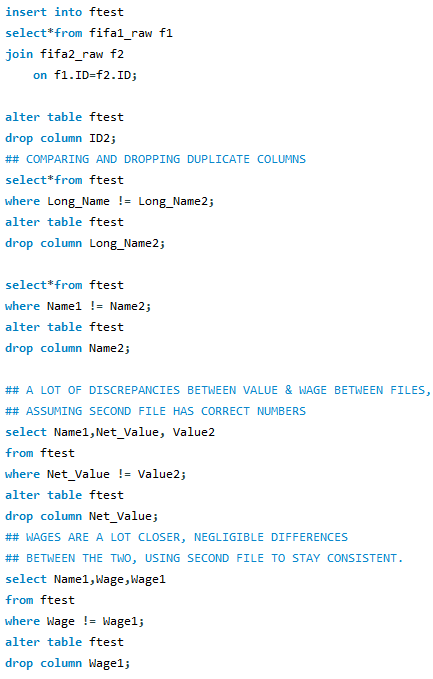 insert into ftest
select*from fifa1_raw f1
join fifa2_raw f2
on f1.ID=f2.ID;
alter table ftest
drop column ID2;
## COMPARING AND DROPPING DUPLICATE COLUMNS
select*from ftest
where Long_Name != Long_Name2;
alter table ftest
drop column Long_Name2;
select*from ftest
where Name1 != Name2;
alter table ftest
drop column Name2;
## A LOT OF DISCREPANCIES BETWEEN VALUE & WAGE BETWEEN FILES,
## ASSUMING SECOND FILE HAS CORRECT NUMBERS
select Name1,Net_Value, Value2
from ftest
where Net_Value != Value2;
alter table ftest
drop column Net_Value;
## WAGES ARE A LOT CLOSER, NEGLIGIBLE DIFFERENCES
## BETWEEN THE TWO, USING SECOND FILE TO STAY CONSISTENT.
select Name1,Wage,Wage1
from ftest
where Wage != Wage1;
alter table ftest
drop column Wage1;